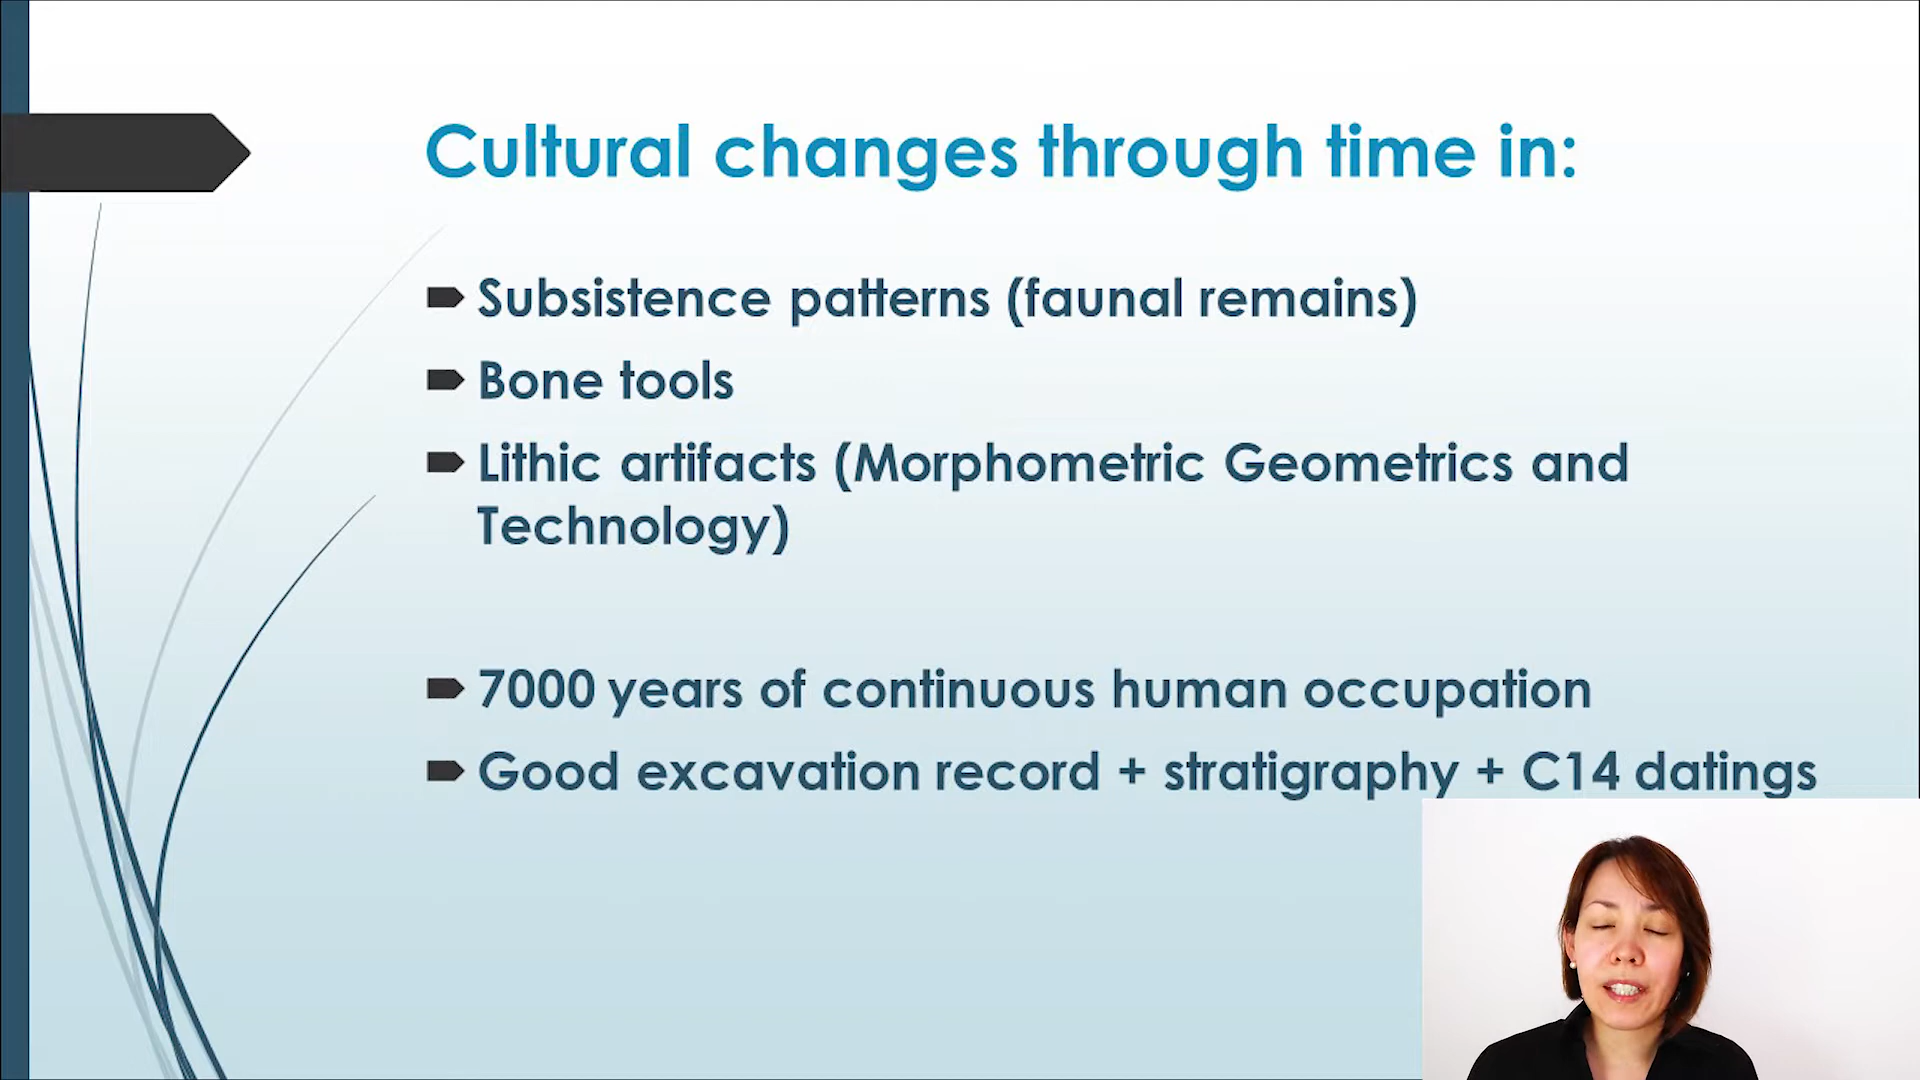 Cultural changes through time in:
Subsistence patterns (faunal remains)
Bone tools
Lithic artifacts (Morphometric Geometrics and
Technology)
7000 years of continuous human occupation
Good excavation record + stratigraphy + C14 datings